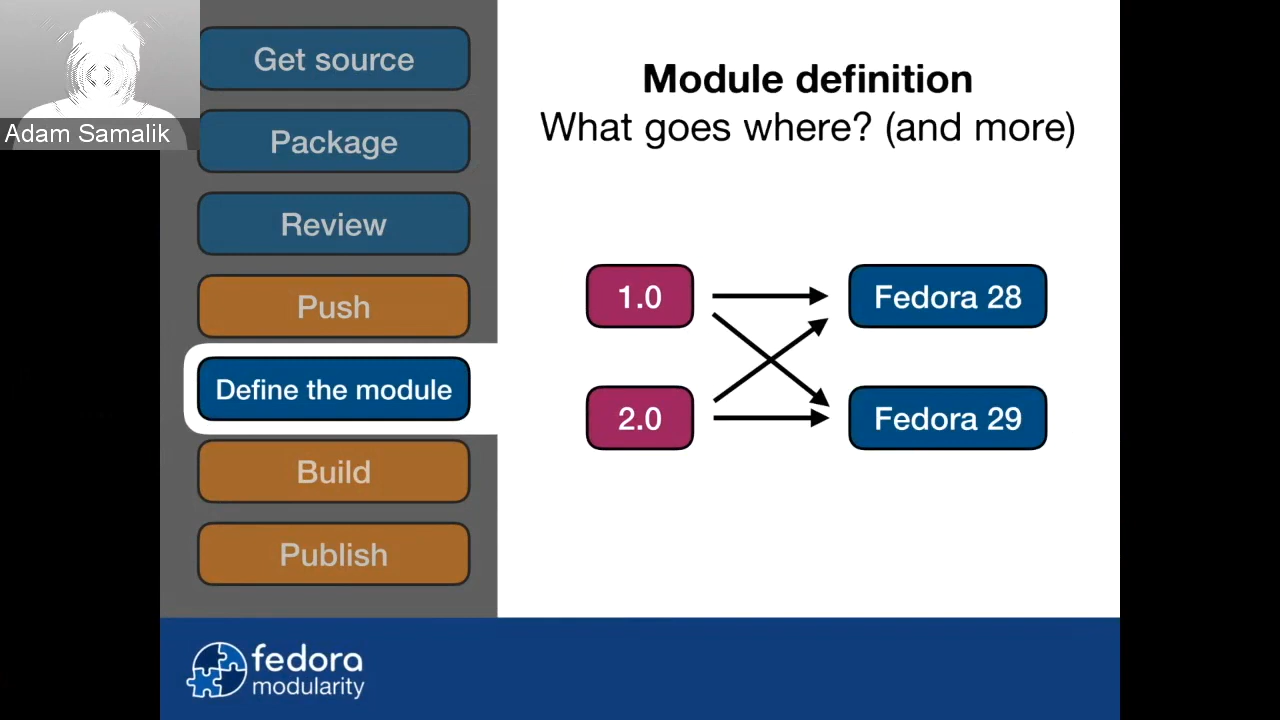 Adam Samalik
Get source
Package
Review
Push
Define the module
Build
Publish
Module definition
What goes where? (and more)
1.0
Fedora 28
2.0
Fedora 29
fedora
modularity